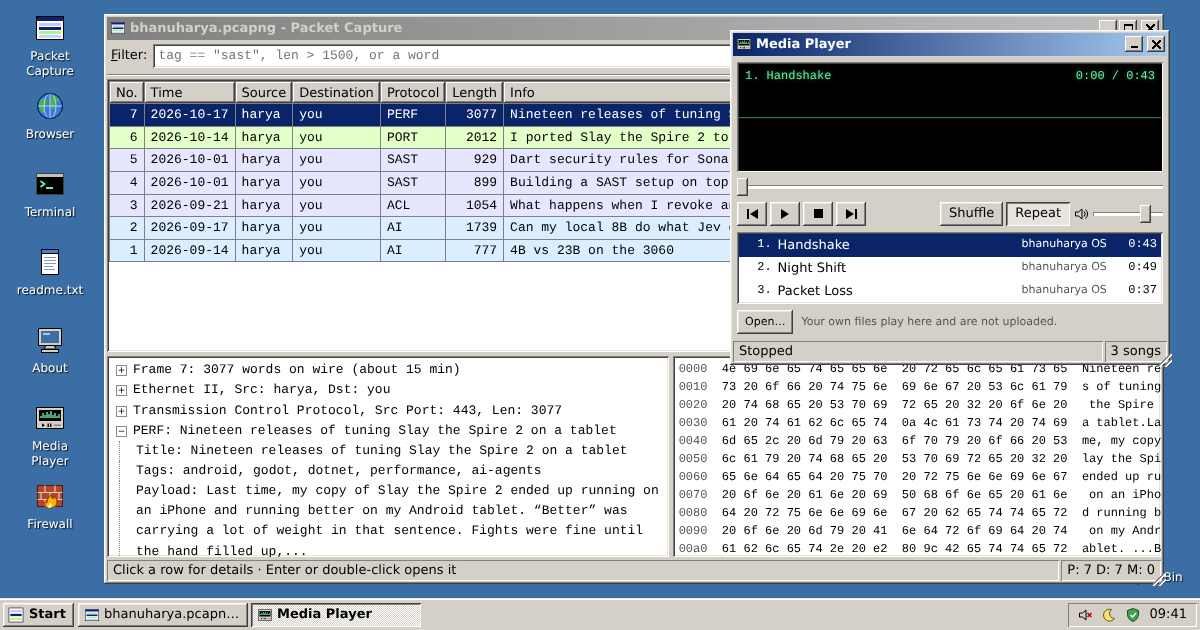 Packet
Capture
Browser
Terminal
readme.txt
About
Media
Player
Firewall
bhanuharya.pcapng - Packet Capture
Filter: tag == "sast", len > 1500, or a word
No. Time Source Destination Protocol Length Info
7 2026-10-17 harya you PERF 3077 Nineteen releases of tuning
6 2026-10-14 harya you PORT 2012 I ported Slay the Spire 2 to
5 2026-10-01 harya you SAST 929 Dart security rules for Sona
4 2026-10-01 harya you SAST 899 Building a SAST setup on top
3 2026-09-21 harya you ACL 1054 What happens when I revoke
2 2026-09-17 harya you AI 1739 Can my local 8B do what Jev
1 2026-09-14 harya you AI 777 4B vs 23B on the 3060
Frame 7: 3077 words on wire (about 15 min)
Ethernet II, Src: harya, Dst: you
Transmission Control Protocol, Src Port: 443, Len: 3077
PERF: Nineteen releases of tuning Slay the Spire 2 on a tablet
Title: Nineteen releases of tuning Slay the Spire 2 on a tablet
Tags: android, godot, dotnet, performance, ai-agents
Payload: Last time, my copy of Slay the Spire 2 ended up running on
an iPhone and running better on my Android tablet. “Better” was
carrying a lot of weight in that sentence. Fights were fine until
the hand filled up,...
0000 4e 69 6e 65 74 65 65 6e 20 72 65 6c 65 61 73 65 Nineteen re
0010 73 20 6f 66 20 74 75 6e 69 6e 67 20 53 6c 61 79 s of tuning
0020 20 74 68 65 20 53 70 69 72 65 20 32 20 6f 6e 20 the Spire
0030 61 20 74 61 62 6c 65 74 0a 4c 61 73 74 20 74 69 a tablet.La
0040 6d 65 2c 20 6d 79 20 63 6f 70 79 20 6f 66 20 53 me, my copy
0050 6c 61 79 20 74 68 65 20 53 70 69 72 65 20 32 20 lay the Spi
0060 65 6e 64 65 64 20 75 70 20 72 75 6e 6e 69 6e 67 ended up ru
0070 20 6f 6e 20 61 6e 20 69 50 68 6f 6e 65 20 61 6e on an iPho
0080 64 20 72 75 6e 6e 69 6e 67 20 62 65 74 74 65 72 d running b
0090 20 6f 6e 20 6d 79 20 41 6e 64 72 6f 69 64 20 74 on my Andr
00a0 61 62 6c 65 74 2e 20 e2 80 9c 42 65 74 74 65 72 ablet. ...B
Click a row for details · Enter or double-click opens it
P: 7 D: 7 M: 0
Bin
Media Player
1. Handshake 0:00 / 0:43
Shuffle Repeat
1. Handshake bhanuharya OS 0:43
2. Night Shift bhanuharya OS 0:49
3. Packet Loss bhanuharya OS 0:37
Open... Your own files play here and are not uploaded.
Stopped 3 songs
Start bhanuharya.pcapn... Media Player 09:41